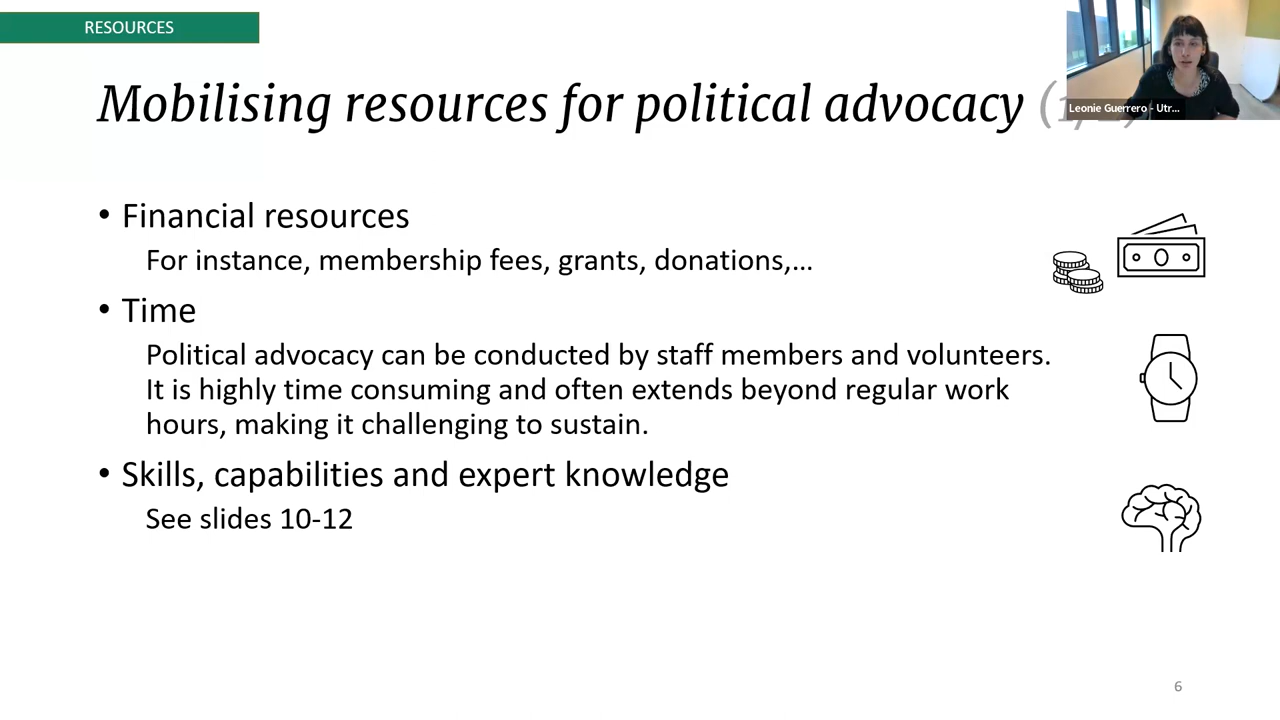 RESOURCES
Mobilising resources for political advocacy
Leonie Guerrero - Utr...
• Financial resources
For instance, membership fees, grants, donations,...
• Time
Political advocacy can be conducted by staff members and volunteers.
It is highly time consuming and often extends beyond regular work
hours, making it challenging to sustain.
• Skills, capabilities and expert knowledge
See slides 10-12
6